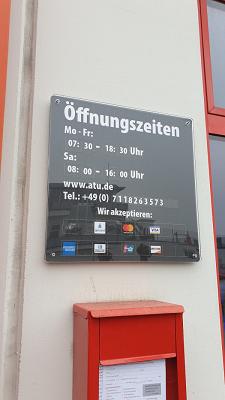 Öffnungszeiten
Mo - Fr:
07: 30 - 18: 30 Uhr
Sa:
08: 00 - 16: 00 Uhr
www.atu.de
Tel.: +49 (0) 7118263573
Wir akzeptieren: